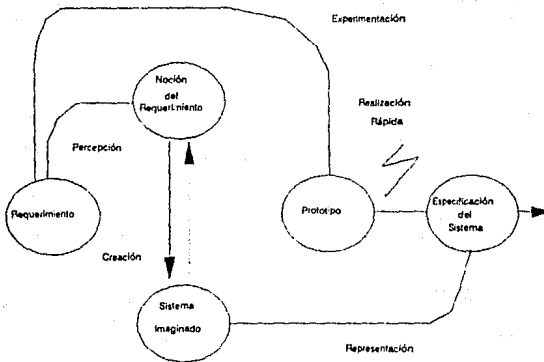 Experimentación
Noción
del
Requerimiento
Realización
Rápida
Percepción
Requerimiento
Prototipo
Especificación
del
Sistema
Creación
Sistema
Imaginado
Representación